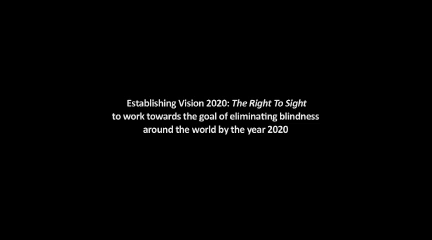 Establishing Vision 2020: The Right To Sight
to work towards the goal of eliminating blindness
around the world by the year 2020